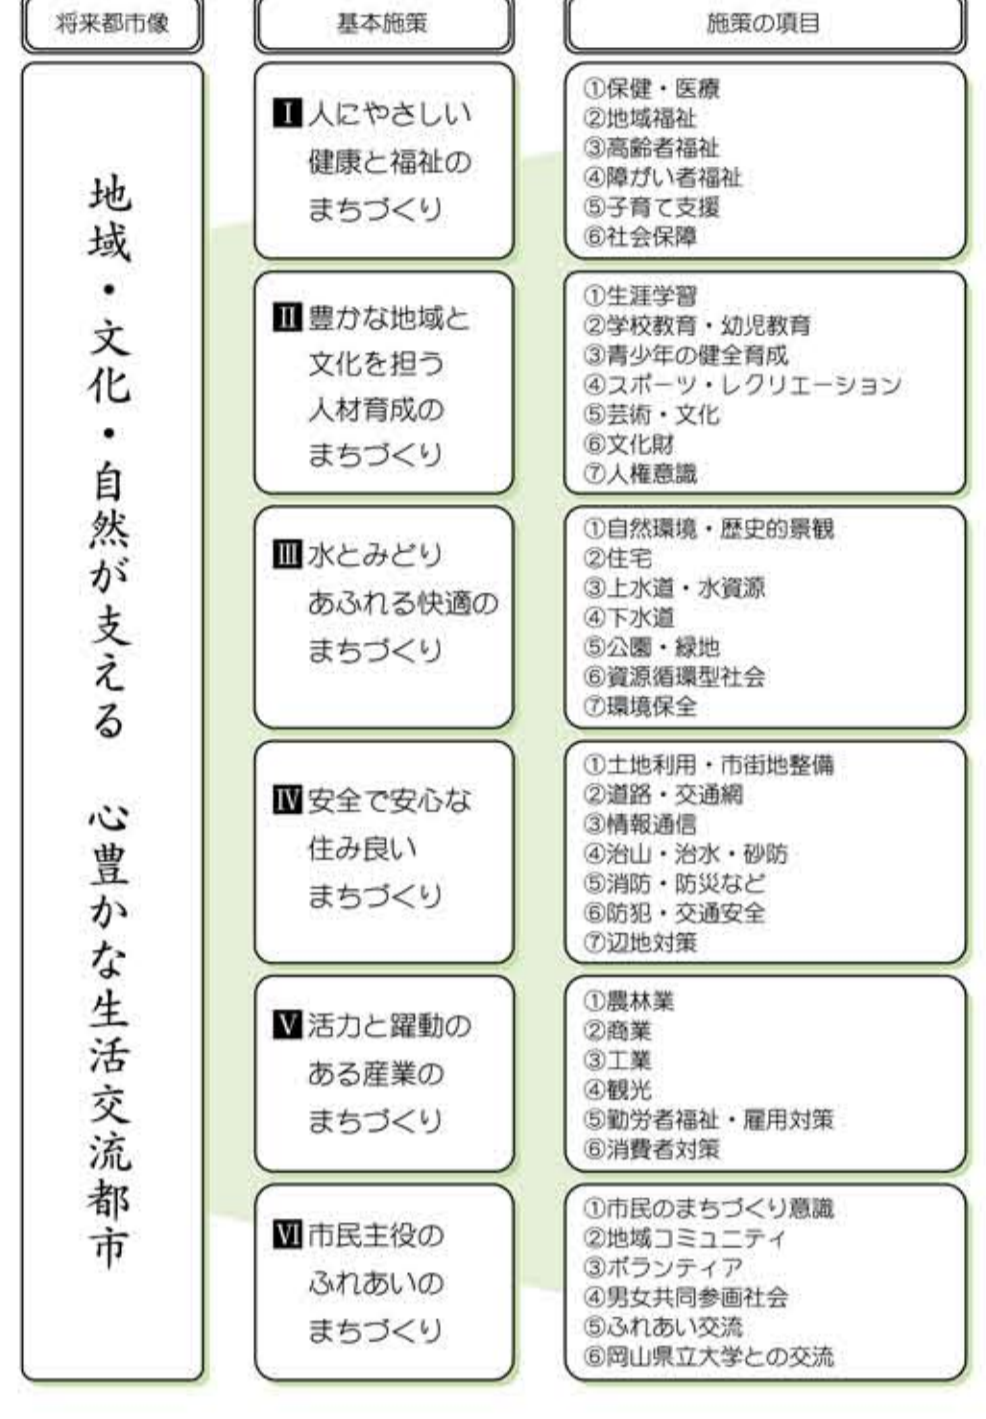 将来都市像
基本施策
施策の項目
地域・文化・自然が支える　心豊かな生活交流都市
Ⅰ 人にやさしい
健康と福祉の
まちづくり
①保健・医療
②地域福祉
③高齢者福祉
④障がい者福祉
⑤子育て支援
⑥社会保障
Ⅱ 豊かな地域と
文化を担う
人材育成の
まちづくり
①生涯学習
②学校教育・幼児教育
③青少年の健全育成
④スポーツ・レクリエーション
⑤芸術・文化
⑥文化財
⑦人権意識
Ⅲ 水とみどり
あふれる快適の
まちづくり
①自然環境・歴史的景観
②住宅
③上水道・水資源
④下水道
⑤公園・緑地
⑥資源循環型社会
⑦環境保全
Ⅳ 安全で安心な
住み良い
まちづくり
①土地利用・市街地整備
②道路・交通網
③情報通信
④治山・治水・砂防
⑤消防・防災など
⑥防犯・交通安全
⑦辺地対策
Ⅴ 活力と躍動の
ある産業の
まちづくり
①農林業
②商業
③工業
④観光
⑤勤労者福祉・雇用対策
⑥消費者対策
Ⅵ 市民主役の
ふれあいの
まちづくり
①市民のまちづくり意識
②地域コミュニティ
③ボランティア
④男女共同参画社会
⑤ふれあい交流
⑥岡山県立大学との交流